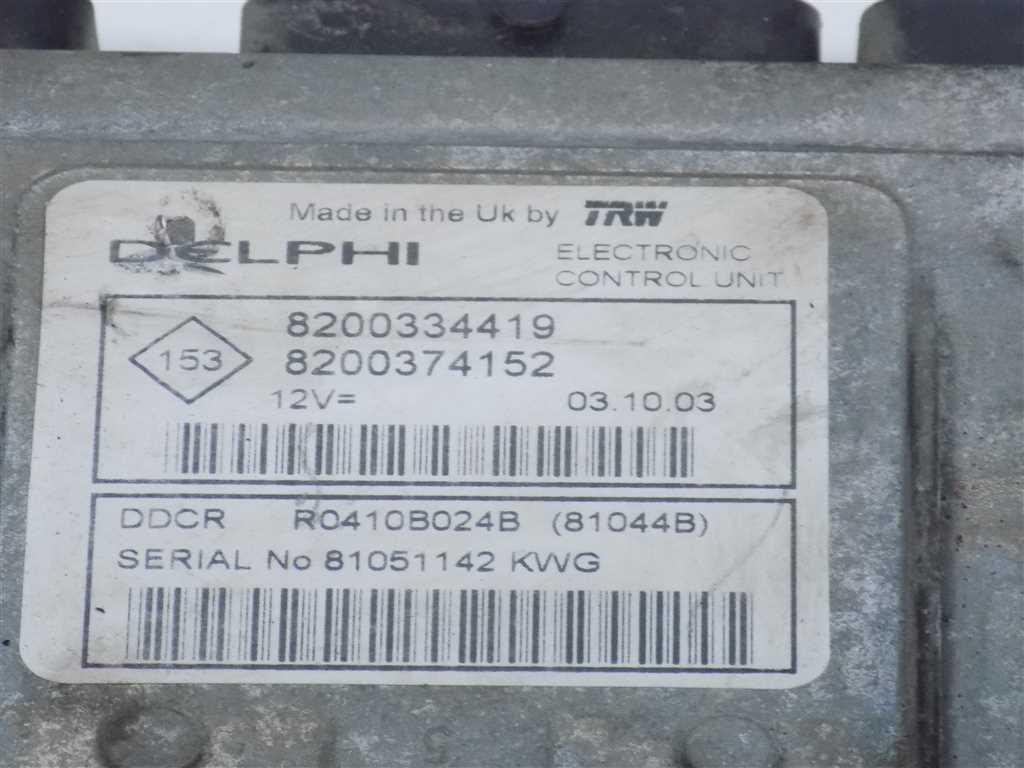 Made in the Uk by TRW
DELPHI
ELECTRONIC
CONTROL UNIT
153
8200334419
8200374152
12V=
03.10.03
DDCR R0410B024B (81044B)
SERIAL No 81051142 KWG